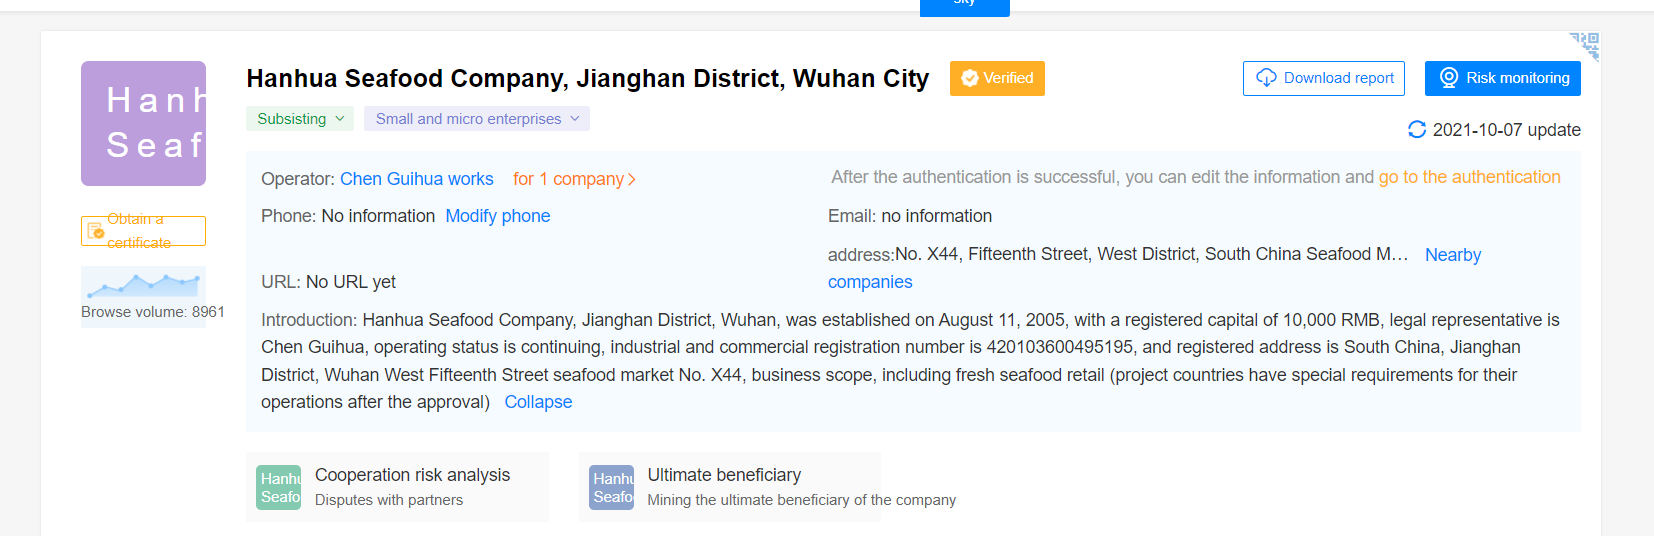 sky
Hanhua Seafood Company, Jianghan District, Wuhan City
Verified
Download report
Risk monitoring
Hanh
Seaf
Subsisting
Small and micro enterprises
2021-10-07 update
Operator: Chen Guihua works for 1 company
After the authentication is successful, you can edit the information and go to the authentication
Phone: No information Modify phone
Email: no information
Obtain a
certificate
address:No. X44, Fifteenth Street, West District, South China Seafood M… Nearby
companies
URL: No URL yet
Browse volume: 8961
Introduction: Hanhua Seafood Company, Jianghan District, Wuhan, was established on August 11, 2005, with a registered capital of 10,000 RMB, legal representative is
Chen Guihua, operating status is continuing, industrial and commercial registration number is 420103600495195, and registered address is South China, Jianghan
District, Wuhan West Fifteenth Street seafood market No. X44, business scope, including fresh seafood retail (project countries have special requirements for their
operations after the approval) Collapse
Hanhu
Seafo
Cooperation risk analysis
Disputes with partners
Hanhu
Seafo
Ultimate beneficiary
Mining the ultimate beneficiary of the company